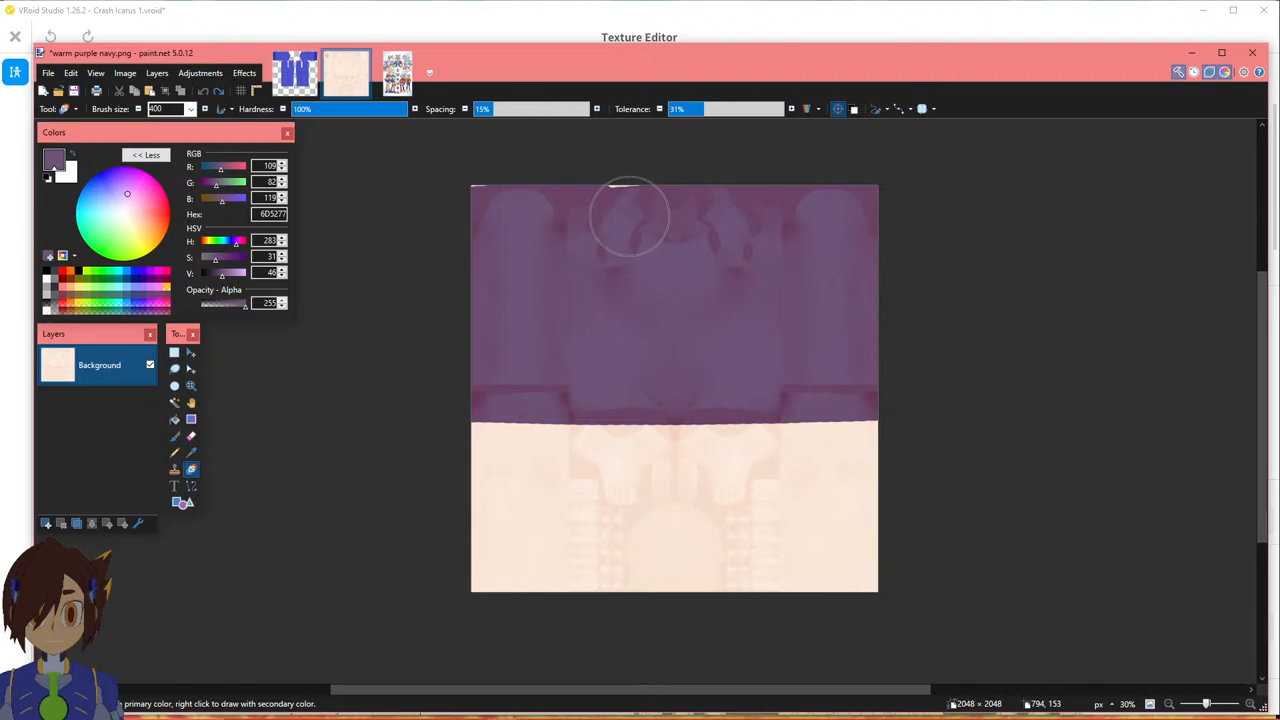 VRoid Studio 1.26.2 - Crash Icarus 1.vroid*
Texture Editor
*warm purple navy.png - paint.net 5.0.12
File Edit View Image Layers Adjustments Effects
Tool: Brush size: 400 Hardness: 100% Spacing: 15% Tolerance: 31%
Colors
<< Less
RGB
R: 109
G: 82
B: 119
Hex: 6D5277
HSV
H: 283
S: 31
V: 46
Opacity - Alpha
255
Layers
To...
Background
primary color, right click to draw with secondary color.
2048 × 2048
794, 153
px
30%